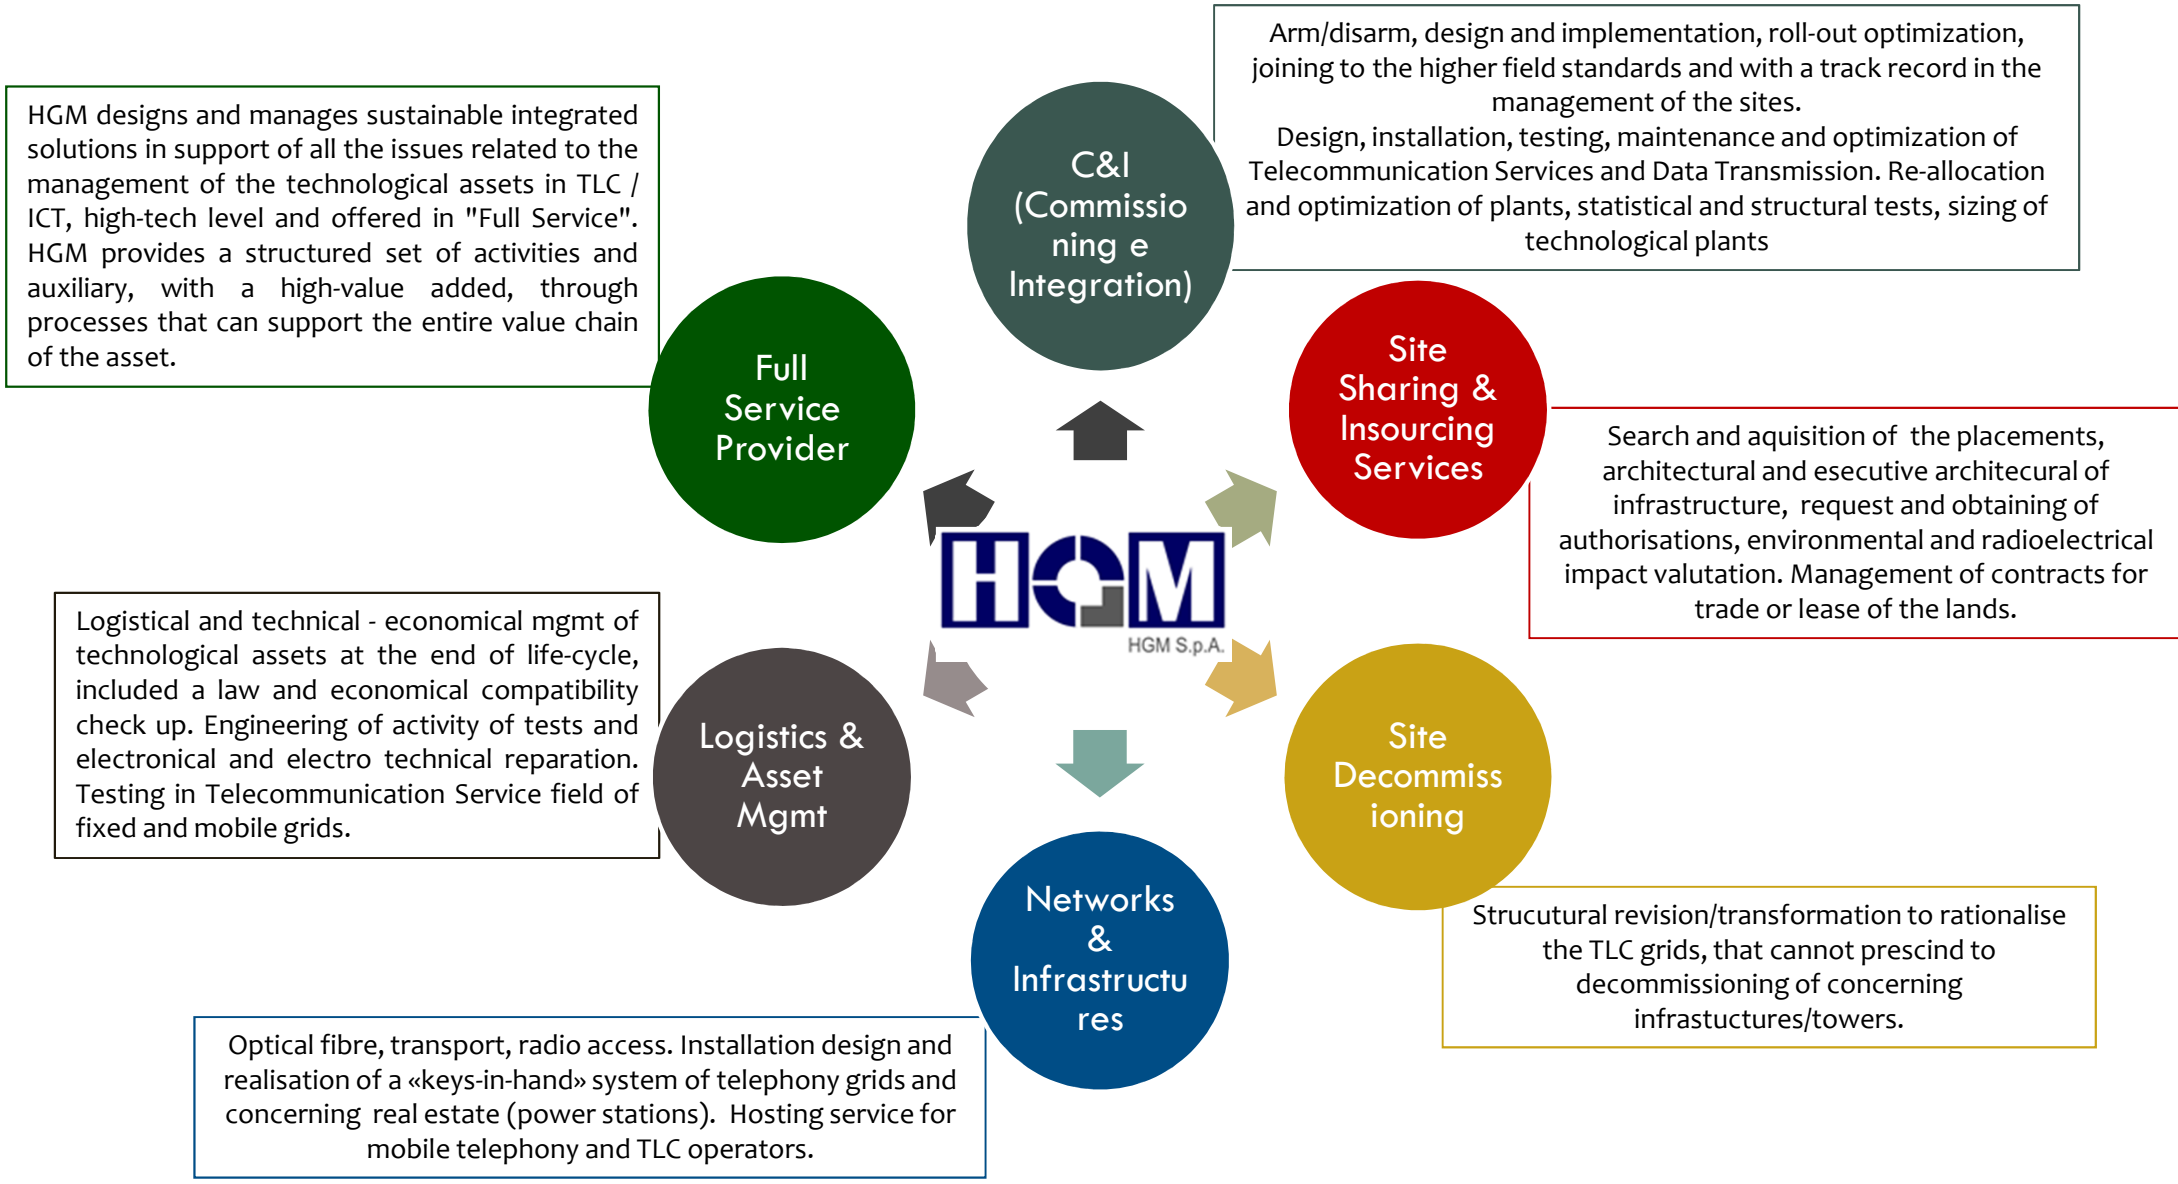 Arm/disarm, design and implementation, roll-out optimization,
joining to the higher field standards and with a track record in the
management of the sites.
Design, installation, testing, maintenance and optimization of
Telecommunication Services and Data Transmission. Re-allocation
and optimization of plants, statistical and structural tests, sizing of
technological plants
C&I
(Commissio
ning e
Integration)
HGM designs and manages sustainable integrated
solutions in support of all the issues related to the
management of the technological assets in TLC /
ICT, high-tech level and offered in "Full Service".
HGM provides a structured set of activities and
auxiliary, with a high-value added, through
processes that can support the entire value chain
of the asset.
Full
Service
Provider
Site
Sharing &
Insourcing
Services
Search and aquisition of the placements,
architectural and esecutive architecural of
infrastructure, request and obtaining of
authorisations, environmental and radioelectrical
impact valutation. Management of contracts for
trade or lease of the lands.
HGM
HGM S.p.A.
Logistical and technical - economical mgmt of
technological assets at the end of life-cycle,
included a law and economical compatibility
check up. Engineering of activity of tests and
electronical and electro technical reparation.
Testing in Telecommunication Service field of
fixed and mobile grids.
Logistics &
Asset
Mgmt
Site
Decommiss
ioning
Strucutural revision/transformation to rationalise
the TLC grids, that cannot prescind to
decommissioning of concerning
infrastuctures/towers.
Networks
&
Infrastructu
res
Optical fibre, transport, radio access. Installation design and
realisation of a «keys-in-hand» system of telephony grids and
concerning real estate (power stations). Hosting service for
mobile telephony and TLC operators.